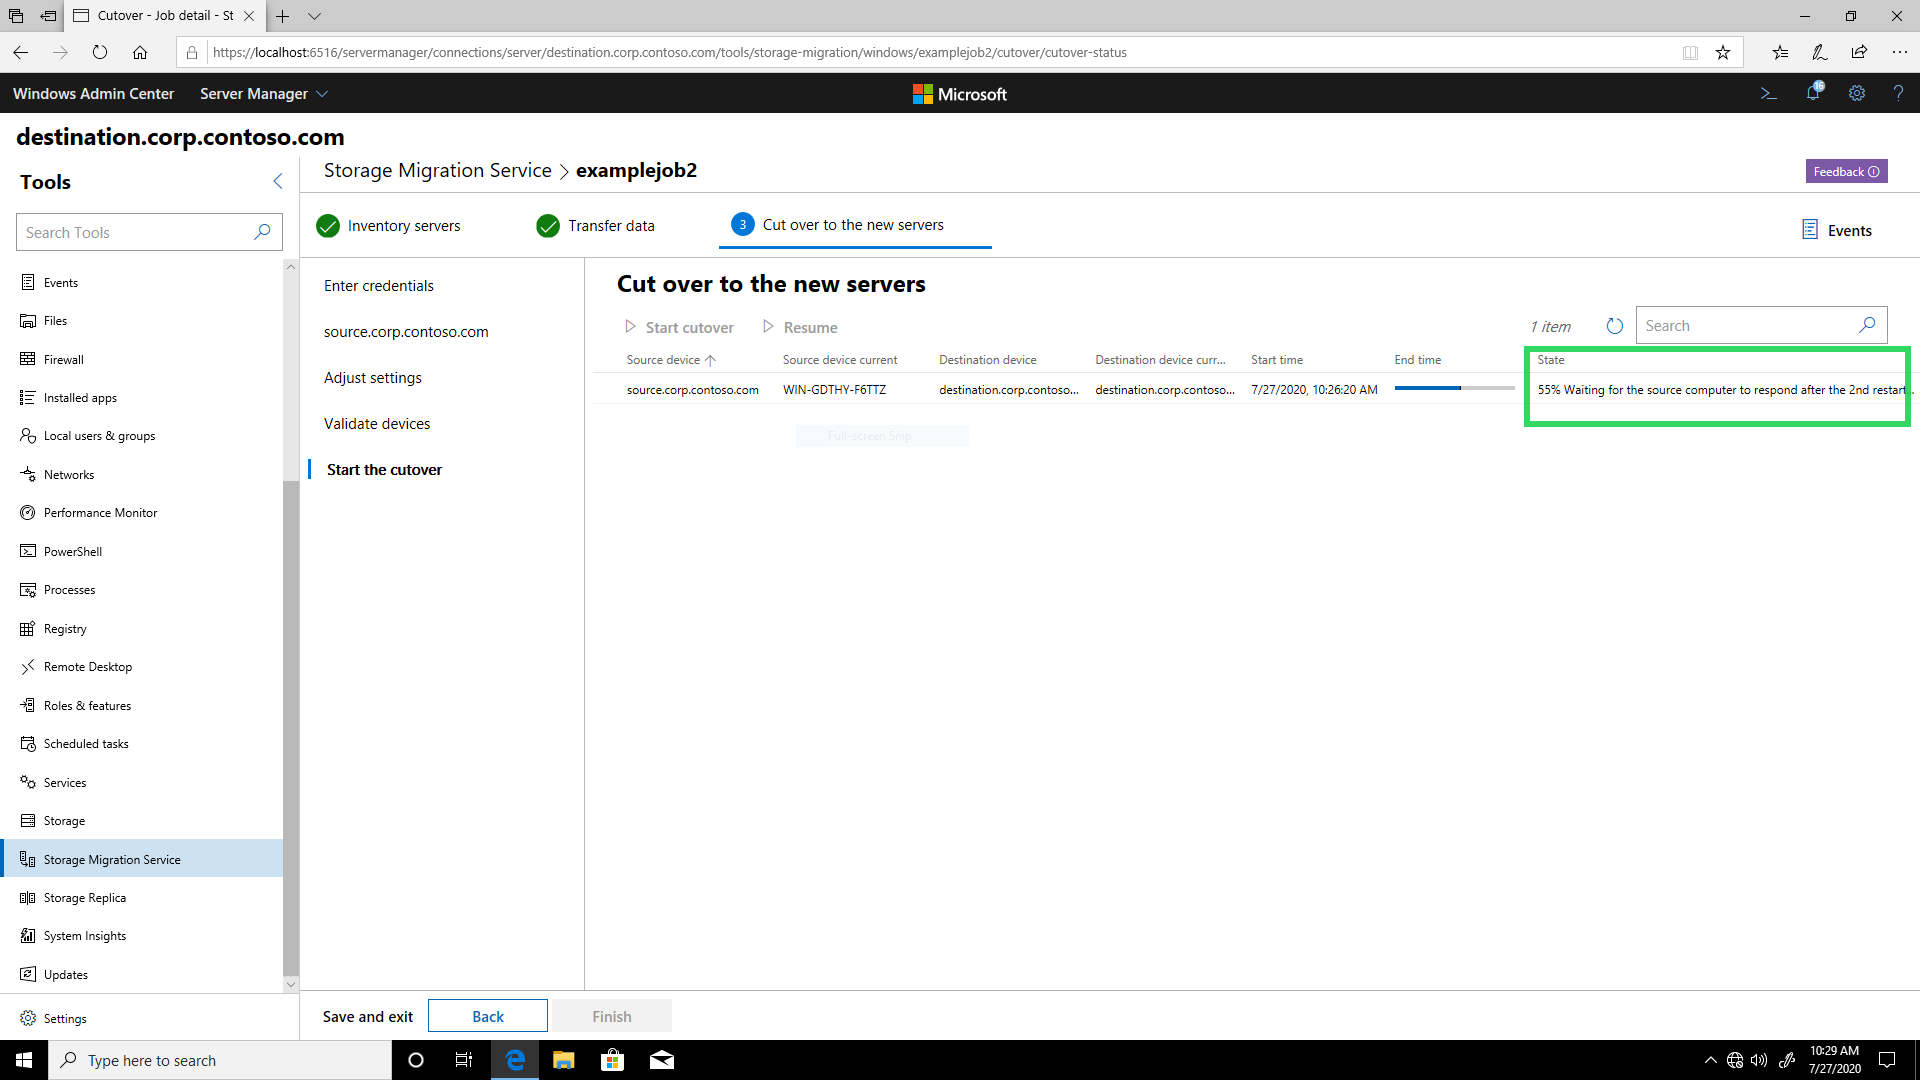 Cutover - Job detail - St
https://localhost:6516/servermanager/connections/server/destination.corp.contoso.com/tools/storage-migration/windows/examplejob2/cutover/cutover-status
Windows Admin Center Server Manager Microsoft 16
destination.corp.contoso.com
Tools
Search Tools
Events
Files
Firewall
Installed apps
Local users & groups
Networks
Performance Monitor
PowerShell
Processes
Registry
Remote Desktop
Roles & features
Scheduled tasks
Services
Storage
Storage Migration Service
Storage Replica
System Insights
Updates
Settings
Storage Migration Service > examplejob2
Feedback
Inventory servers Transfer data 3 Cut over to the new servers
Events
Enter credentials
source.corp.contoso.com
Adjust settings
Validate devices
Start the cutover
Cut over to the new servers
Start cutover Resume 1 item Search
Source device Source device current Destination device Destination device curr... Start time End time State
source.corp.contoso.com WIN-GDTHY-F6TTZ destination.corp.contoso... destination.corp.contoso... 7/27/2020, 10:26:20 AM 55% Waiting for the source computer to respond after the 2nd restart...
Full-screen Snip
Save and exit Back Finish
Type here to search
10:29 AM
7/27/2020